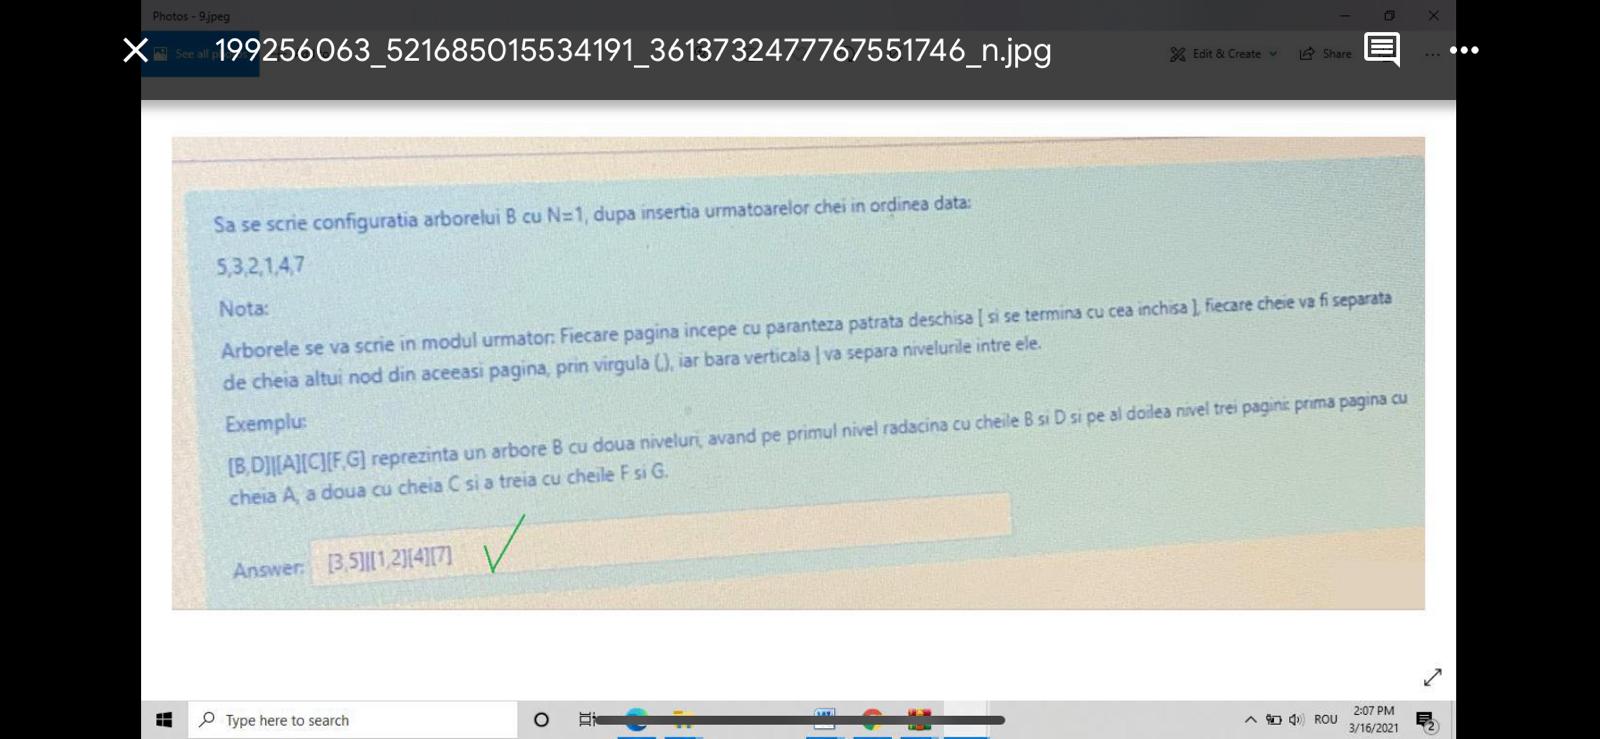 Photos - 9.jpeg
See all p
199256063_521685015534191_3613732477767551746_n.jpg
Edit & Create
Share
Sa se scrie configuratia arborelui B cu N=1, dupa insertia urmatoarelor chei in ordinea data:
5,3,2,1,4,7
Nota:
Arborele se va scrie in modul urmator: Fiecare pagina incepe cu paranteza patrata deschisa [ si se termina cu cea inchisa ], fiecare cheie va fi separata
de cheia altui nod din aceeasi pagina, prin virgula (,), iar bara verticala | va separa nivelurile intre ele.
Exemplu:
[B,D]|[A][C][F,G] reprezinta un arbore B cu doua niveluri, avand pe primul nivel radacina cu cheile B si D si pe al doilea nivel trei pagini: prima pagina cu
cheia A, a doua cu cheia C si a treia cu cheile F si G.
Answer: [3,5]|[1,2][4][7]
Type here to search
ROU
2:07 PM
3/16/2021
2